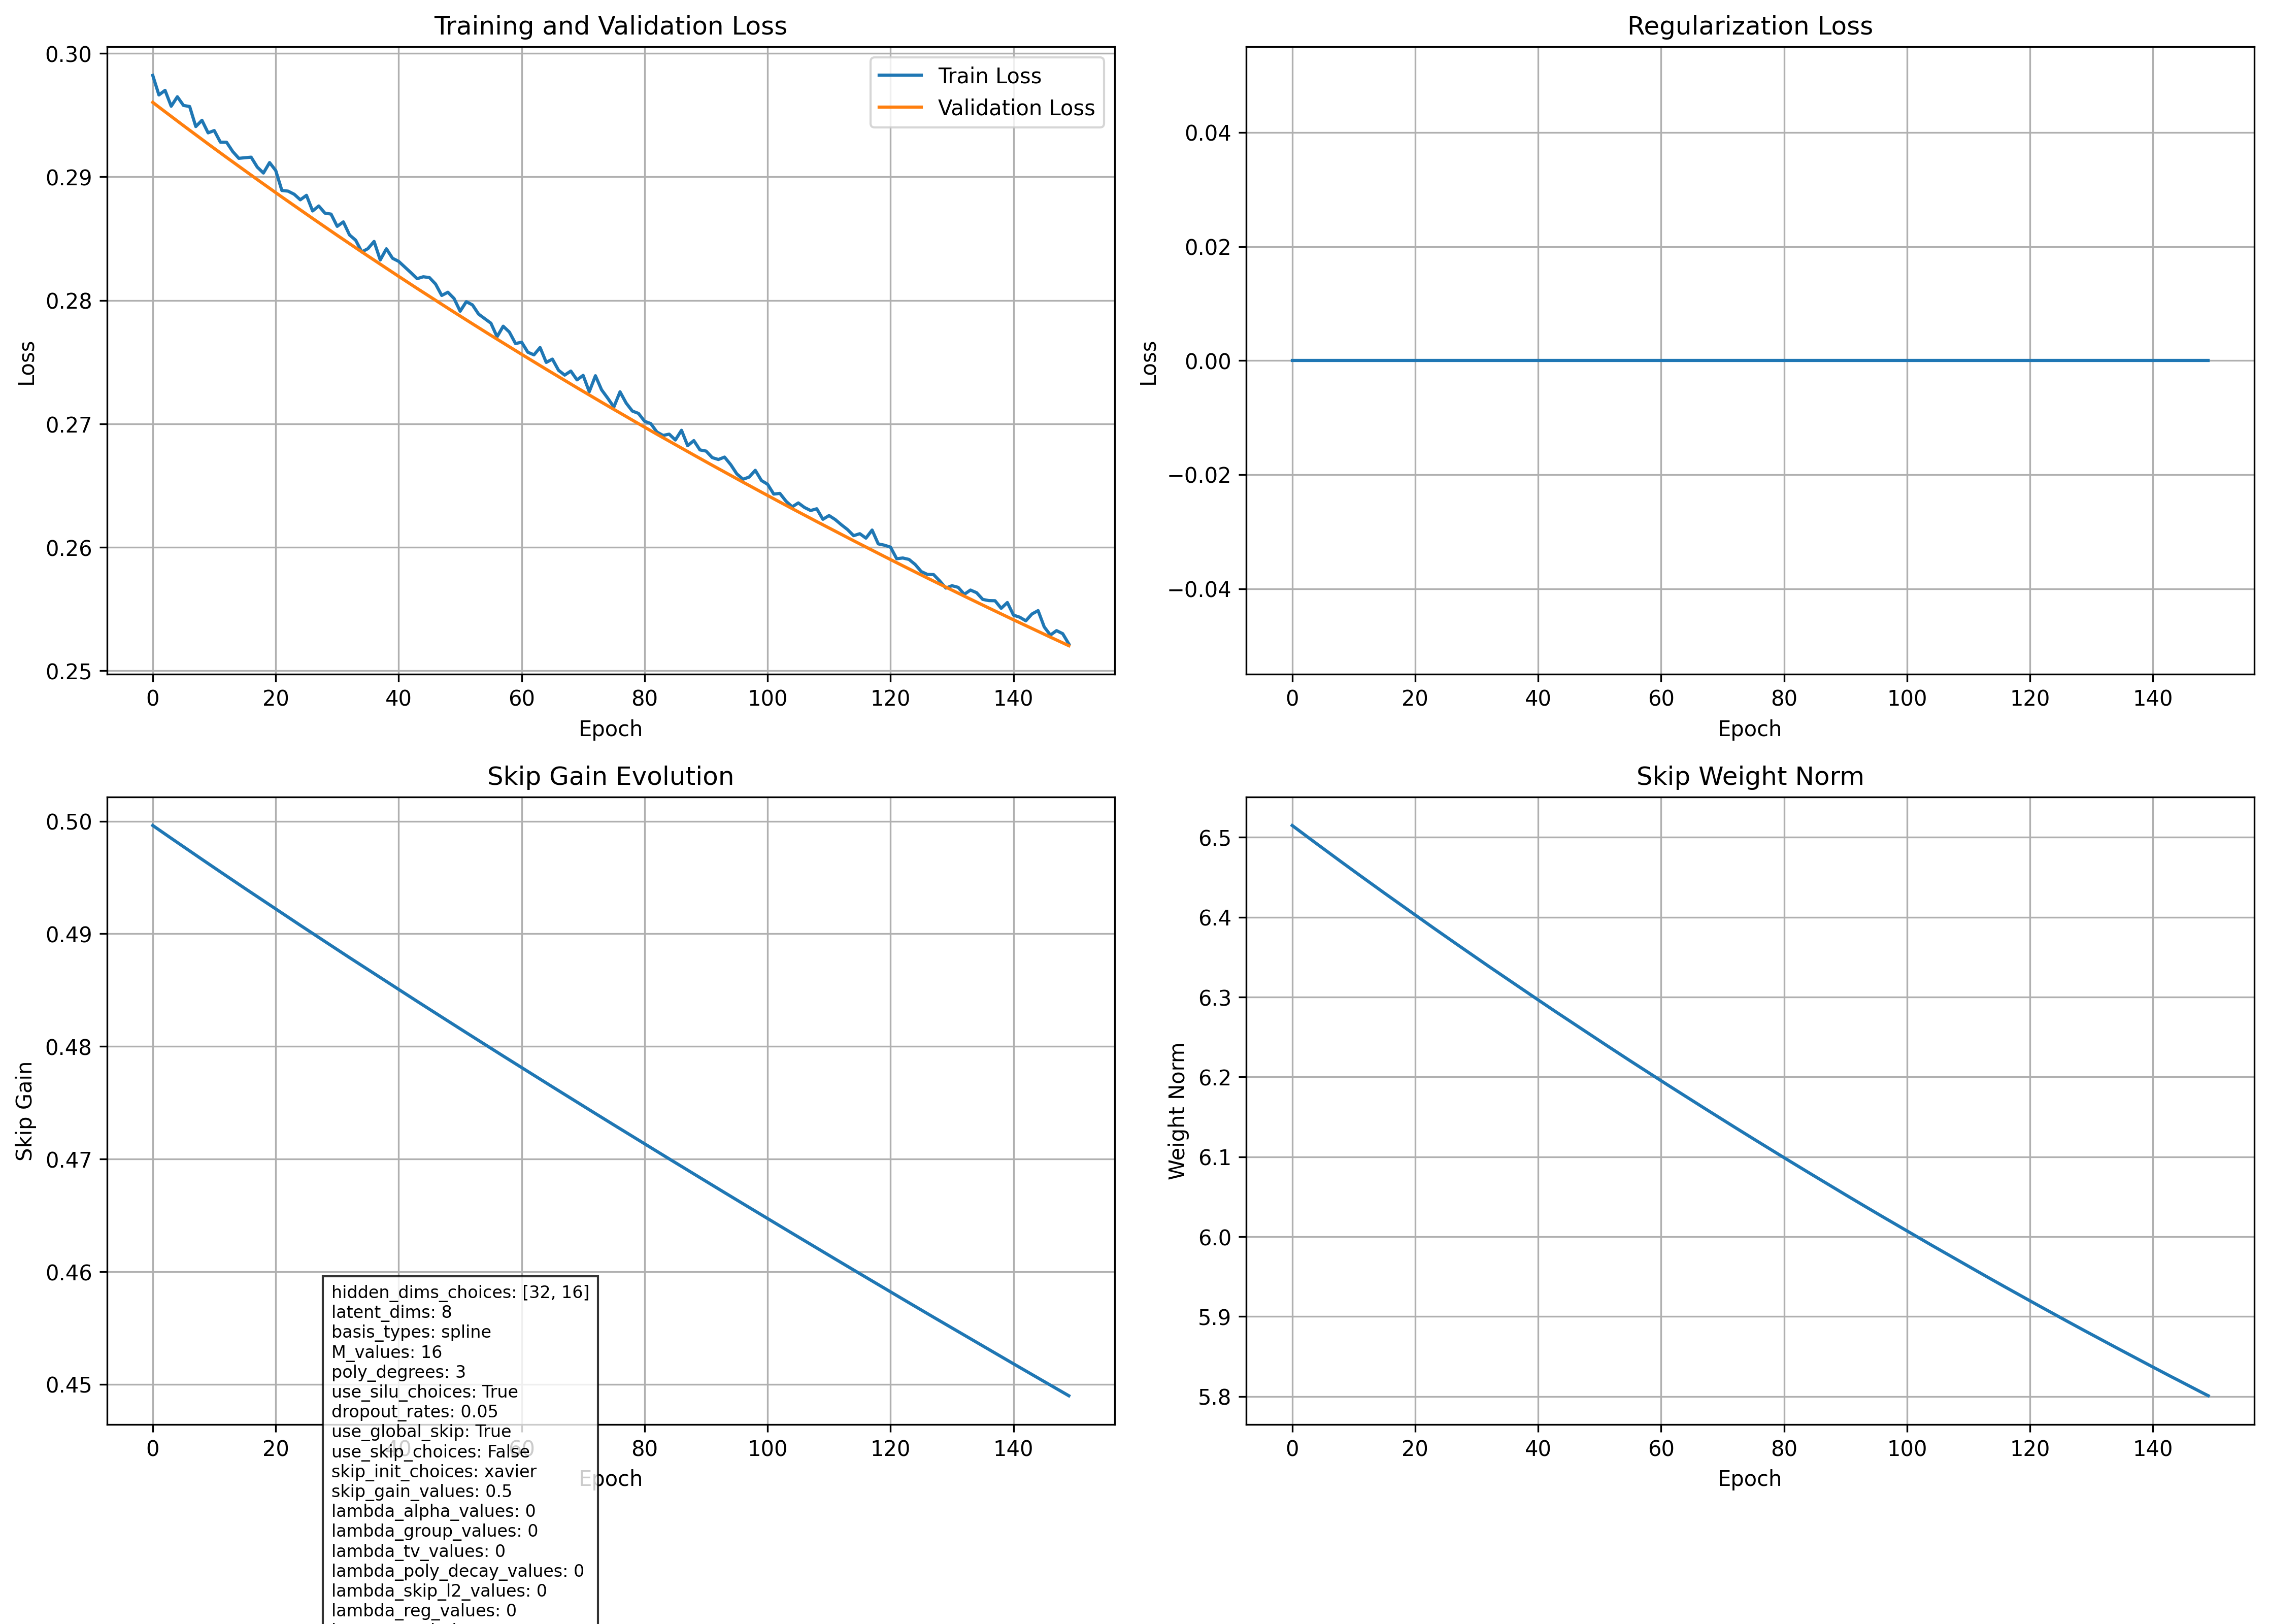 Training and Validation Loss
0.30
0.29
0.28
0.27
0.26
0.25
Loss
Train Loss
Validation Loss
0 20 40 60 80 100 120 140
Epoch
Regularization Loss
0.04
0.02
0.00
−0.02
−0.04
Loss
0 20 40 60 80 100 120 140
Epoch
Skip Gain Evolution
0.50
0.49
0.48
0.47
0.46
0.45
Skip Gain
0 20 40 60 80 100 120 140
Epoch
hidden_dims_choices: [32, 16]
latent_dims: 8
basis_types: spline
M_values: 16
poly_degrees: 3
use_silu_choices: True
dropout_rates: 0.05
use_global_skip: True
use_skip_choices: False
skip_init_choices: xavier
skip_gain_values: 0.5
lambda_alpha_values: 0
lambda_group_values: 0
lambda_tv_values: 0
lambda_poly_decay_values: 0
lambda_skip_l2_values: 0
lambda_reg_values: 0
Skip Weight Norm
6.5
6.4
6.3
6.2
6.1
6.0
5.9
5.8
Weight Norm
0 20 40 60 80 100 120 140
Epoch